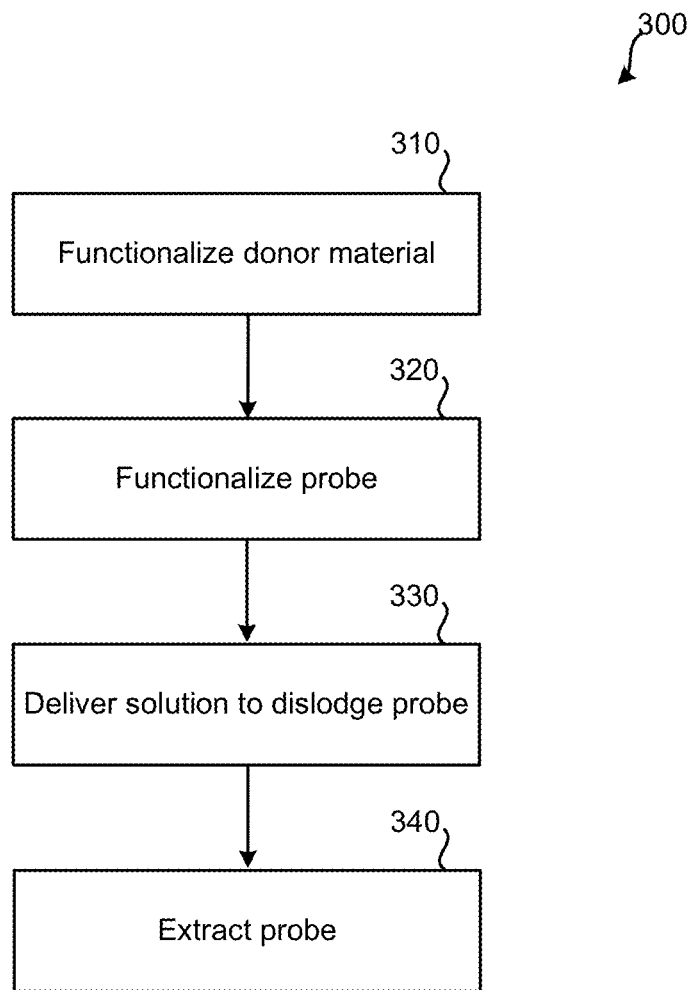 300
310
Functionalize donor material
320
Functionalize probe
330
Deliver solution to dislodge probe
340
Extract probe